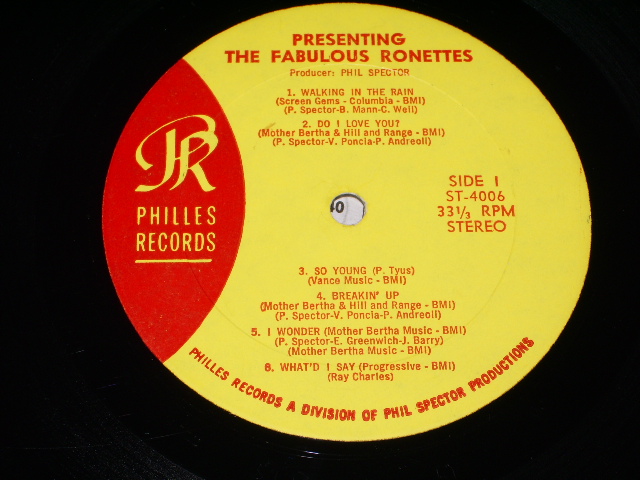 PRESENTING
THE FABULOUS RONETTES
Producer: PHIL SPECTOR
1. WALKING IN THE RAIN
(Screen Gems - Columbia - BMI)
(P. Spector-B. Mann-C. Weil)
2. DO I LOVE YOU?
(Mother Bertha & Hill and Range - BMI)
(P. Spector-V. Poncia-P. Andreoli)
PR
PHILLES
RECORDS
SIDE 1
ST-4006
33 1/3 RPM
STEREO
3. SO YOUNG (P. Tyus)
(Vance Music - BMI)
4. BREAKIN' UP
(Mother Bertha & Hill and Range - BMI)
(P. Spector-V. Poncia-P. Andreoli)
5. I WONDER (Mother Bertha Music - BMI)
(P. Spector-E. Greenwich-J. Barry)
(Mother Bertha Music - BMI)
6. WHAT'D I SAY (Progressive - BMI)
(Ray Charles)
PHILLES RECORDS A DIVISION OF PHIL SPECTOR PRODUCTIONS